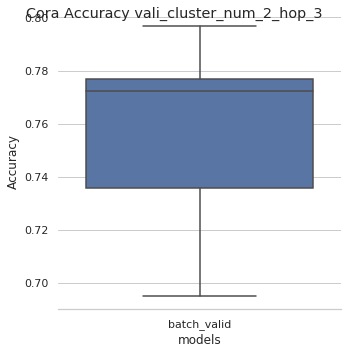 Cora Accuracy vali_cluster_num_2_hop_3
0.80
0.78
0.76
0.74
0.72
0.70
Accuracy
batch_valid
models